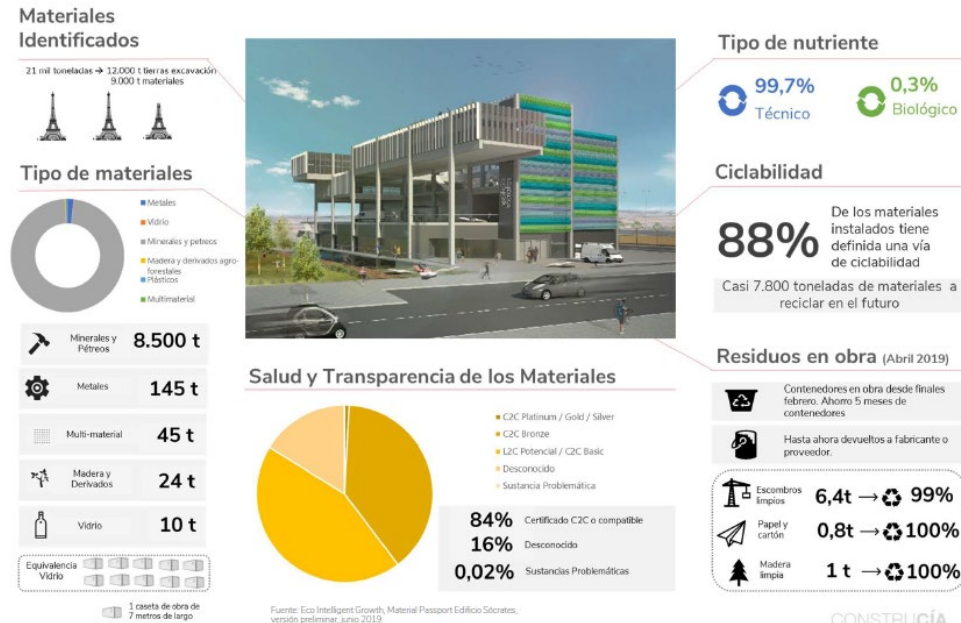 Materiales
Identificados
21 mil toneladas → 12.000 t tierras excavación
9.000 t materiales
Tipo de materiales
Metales
Vidrio
Minerales y petreos
Madera y derivados agro-
forestales
Plásticos
Multimaterial
Minerales y
Pétreos
8.500 t
Metales
145 t
Multi-material
45 t
Madera y
Derivados
24 t
Vidrio
10 t
Equivalencia
Vidrio
1 caseta de obra de
7 metros de largo
Salud y Transparencia de los Materiales
C2C Platinum / Gold / Silver
C2C Bronze
L2C Potencial / C2C Basic
Desconocido
Sustancia Problemática
84% Certificado C2C o compatible
16% Desconocido
0,02% Sustancias Problemáticas
Fuente: Eco Intelligent Growth, Material Passport Edificio Sócrates,
versión preliminar, junio 2019
Tipo de nutriente
99,7%
Técnico
0,3%
Biológico
Ciclabilidad
88%
De los materiales
instalados tiene
definida una vía
de ciclabilidad
Casi 7.800 toneladas de materiales a
reciclar en el futuro
Residuos en obra (Abril 2019)
Contenedores en obra desde finales
febrero. Ahorro 5 meses de
contenedores
Hasta ahora devueltos a fabricante o
proveedor.
Escombros
limpios
6,4t → 99%
Papel y
cartón
0,8t → 100%
Madera
limpia
1 t → 100%
CONSTRUCÍA